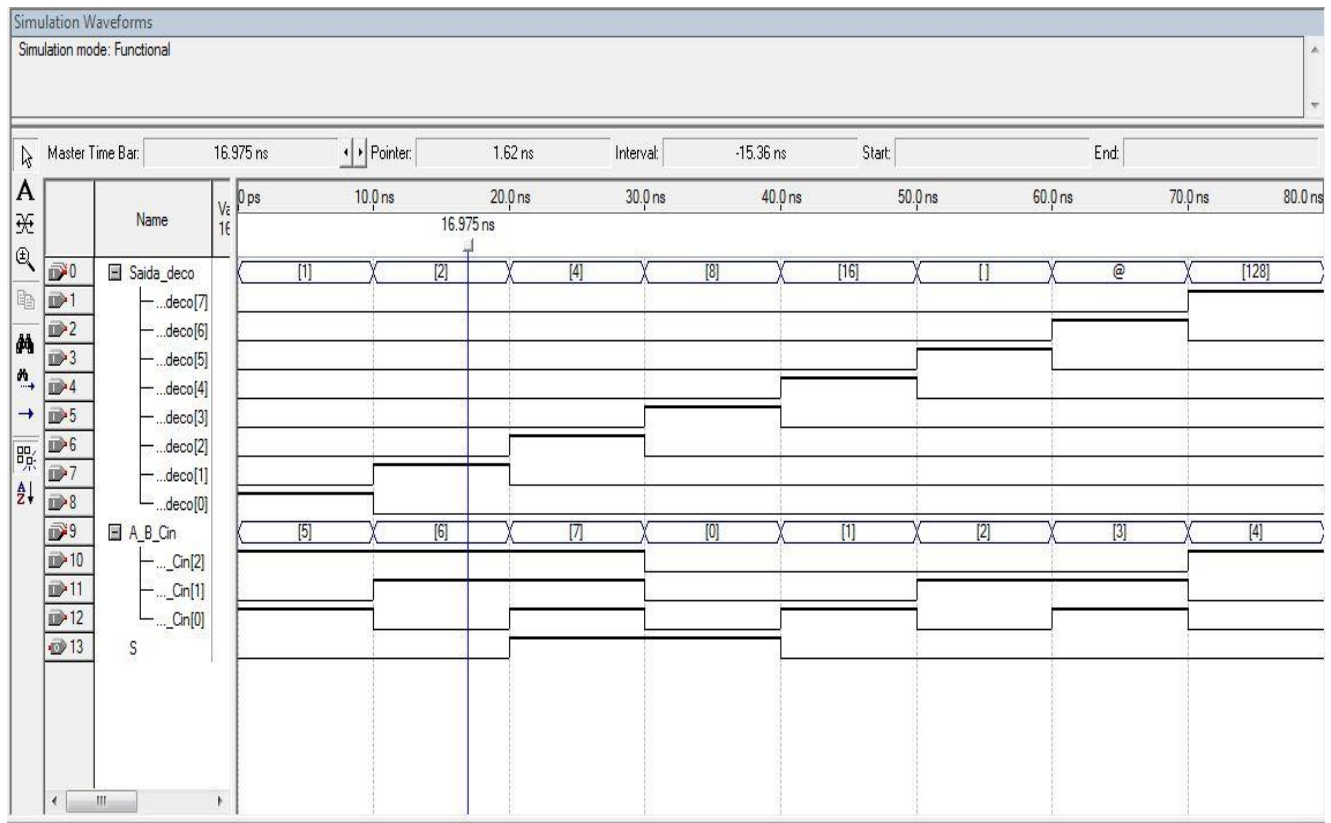 Simulation Waveforms
Simulation mode: Functional
Master Time Bar: 16.975 ns Pointer: 1.62 ns Interval: -15.36 ns Start: End:
Name
Va
16
0 ps 10.0 ns 20.0 ns 30.0 ns 40.0 ns 50.0 ns 60.0 ns 70.0 ns 80.0 ns
16.975 ns
0 Saida_deco [1] [2] [4] [8] [16] [ ] @ [128]
1 ...deco[7]
2 ...deco[6]
3 ...deco[5]
4 ...deco[4]
5 ...deco[3]
6 ...deco[2]
7 ...deco[1]
8 ...deco[0]
9 A_B_Cin [5] [6] [7] [0] [1] [2] [3] [4]
10 ..._Cin[2]
11 ..._Cin[1]
12 ..._Cin[0]
13 S